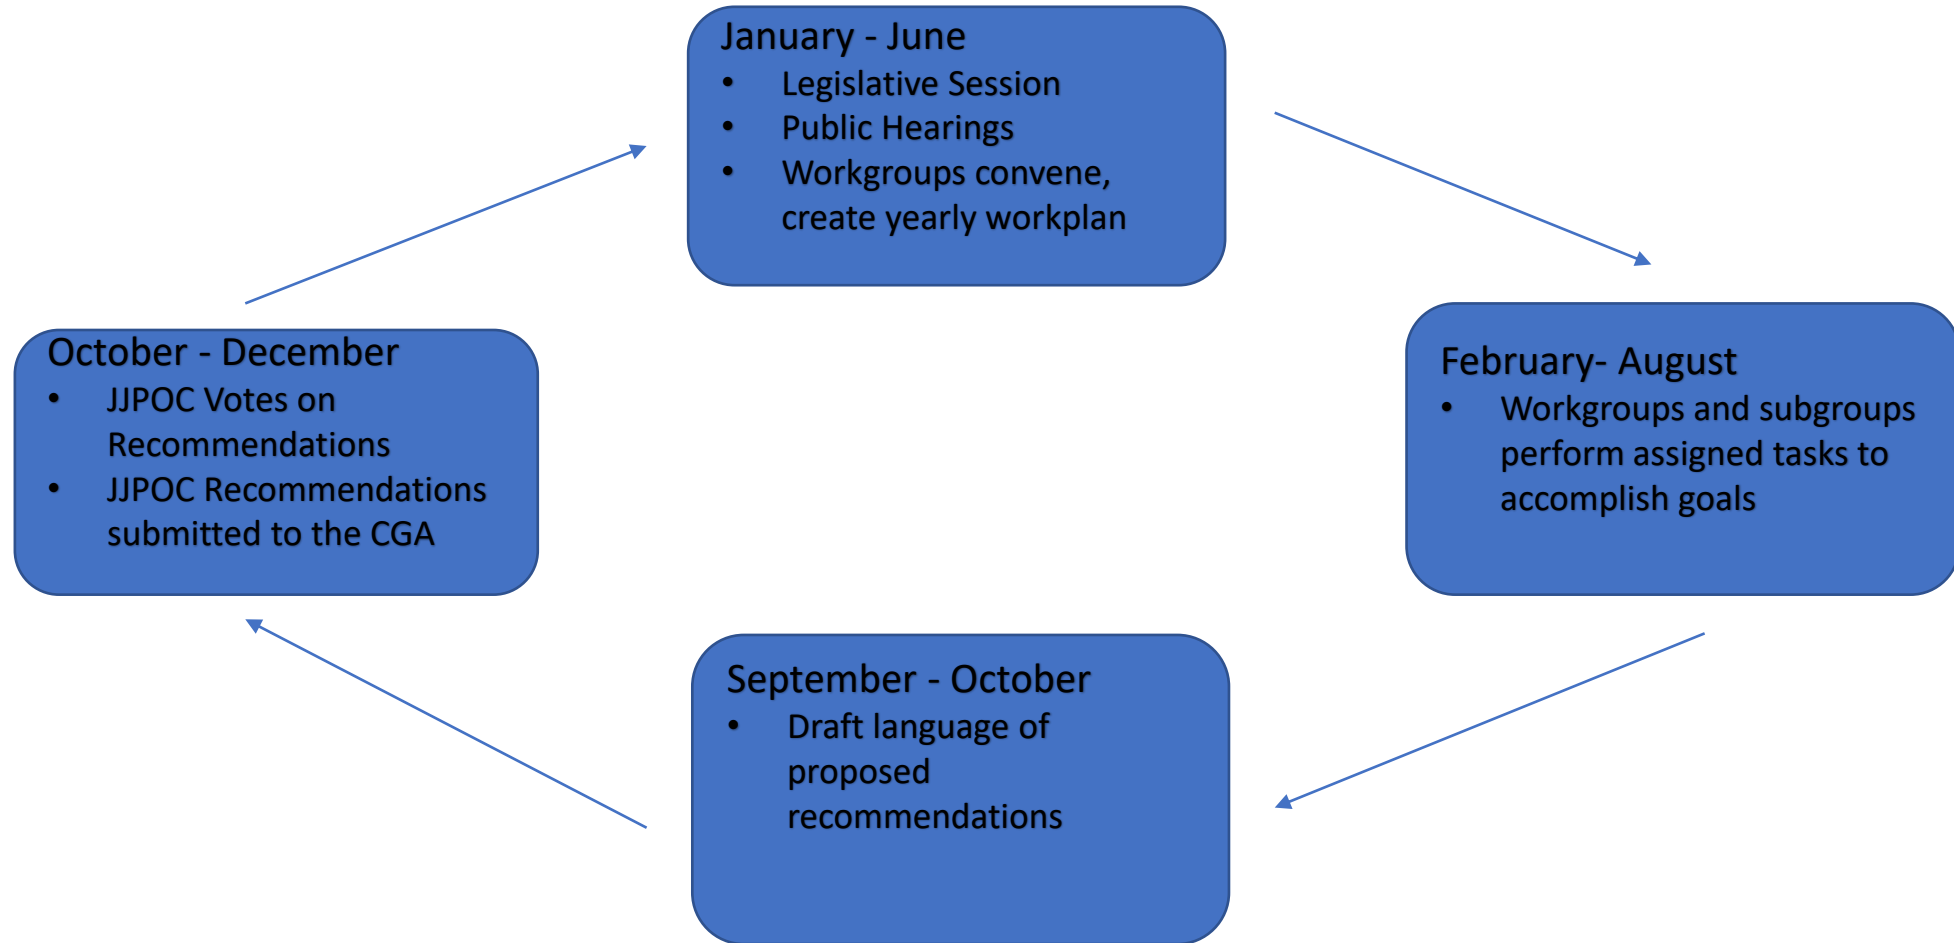 January - June
• Legislative Session
• Public Hearings
• Workgroups convene,
create yearly workplan
February- August
• Workgroups and subgroups
perform assigned tasks to
accomplish goals
September - October
• Draft language of
proposed
recommendations
October - December
• JJPOC Votes on
Recommendations
• JJPOC Recommendations
submitted to the CGA